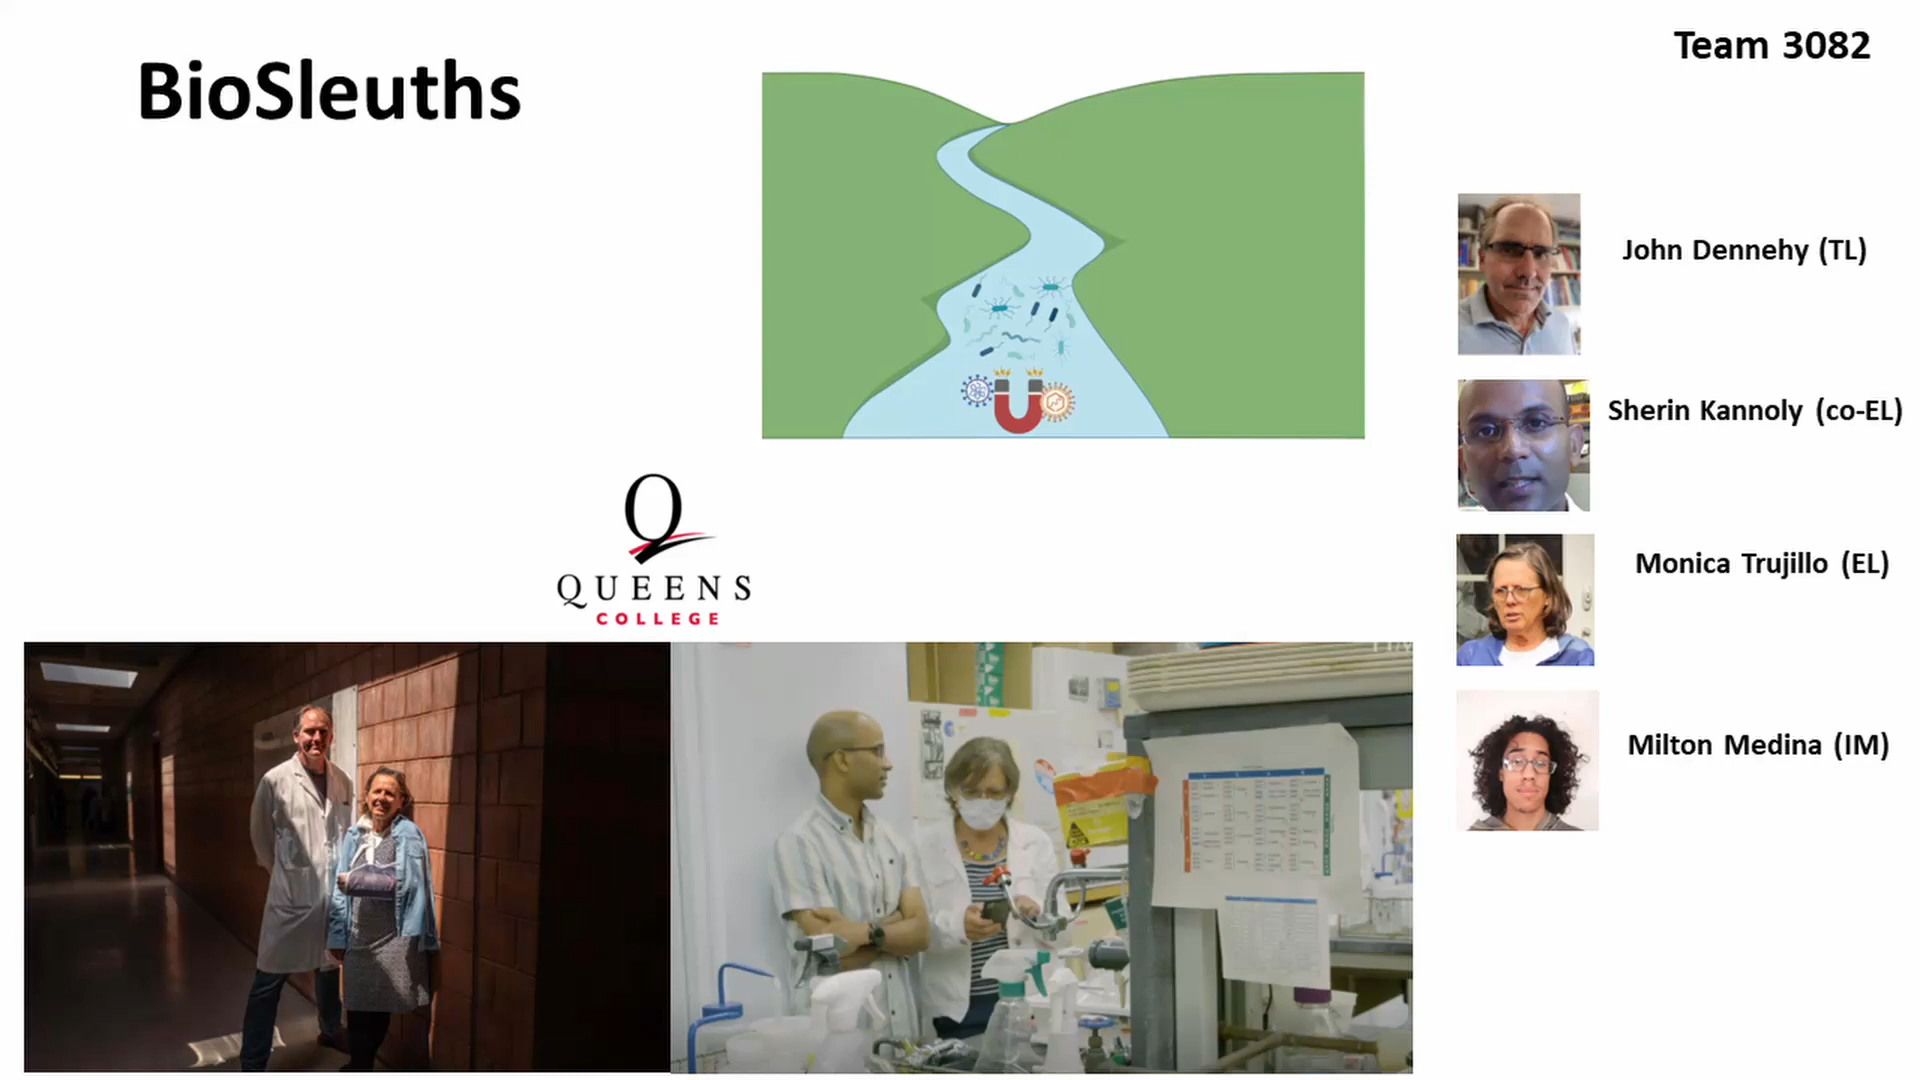 BioSleuths
Team 3082
John Dennehy (TL)
Sherin Kannoly (co-EL)
Monica Trujillo (EL)
Milton Medina (IM)
Q
QUEENS
COLLEGE